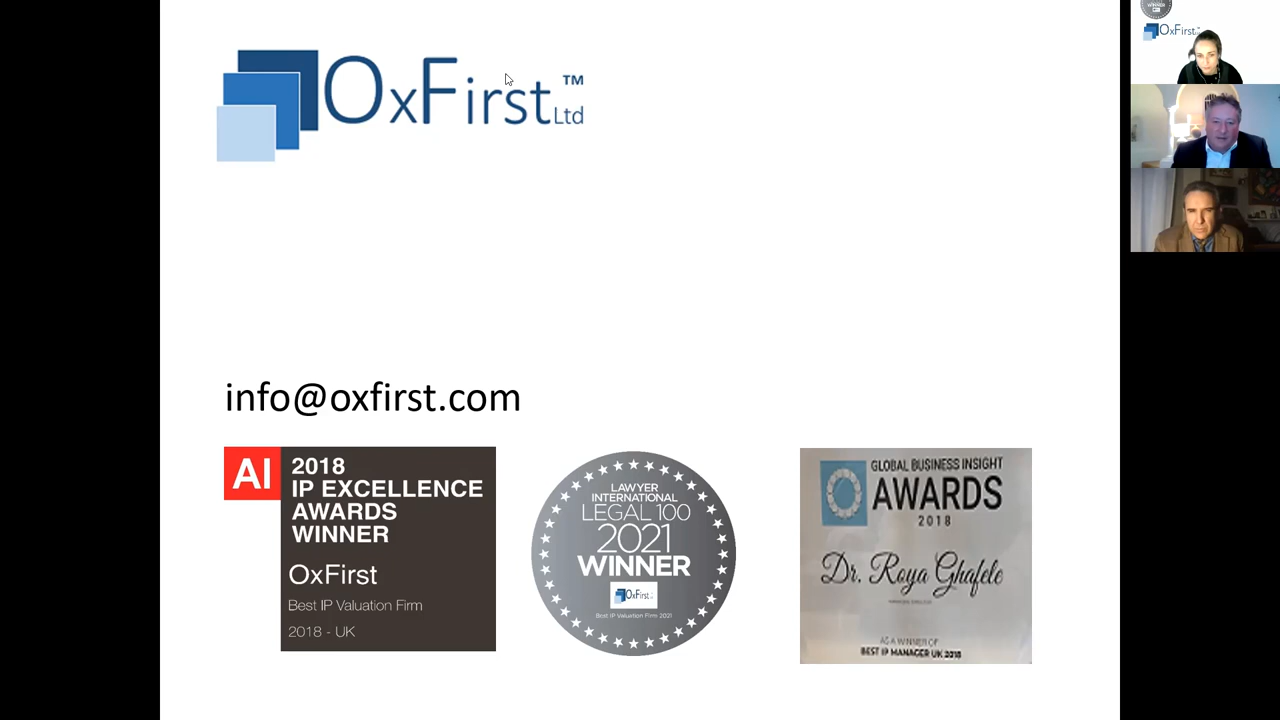 OxFirst™
Ltd
info@oxfirst.com
AI
2018
IP EXCELLENCE
AWARDS
WINNER
OxFirst
Best IP Valuation Firm
2018 - UK
LAWYER
INTERNATIONAL
LEGAL 100
2021
WINNER
OxFirst
Best IP Valuation Firm 2021
GLOBAL BUSINESS INSIGHT
AWARDS
2018
Dr. Roya Ghafele
AS A WINNER OF
BEST IP MANAGER UK 2018
WINNER
OxFirst